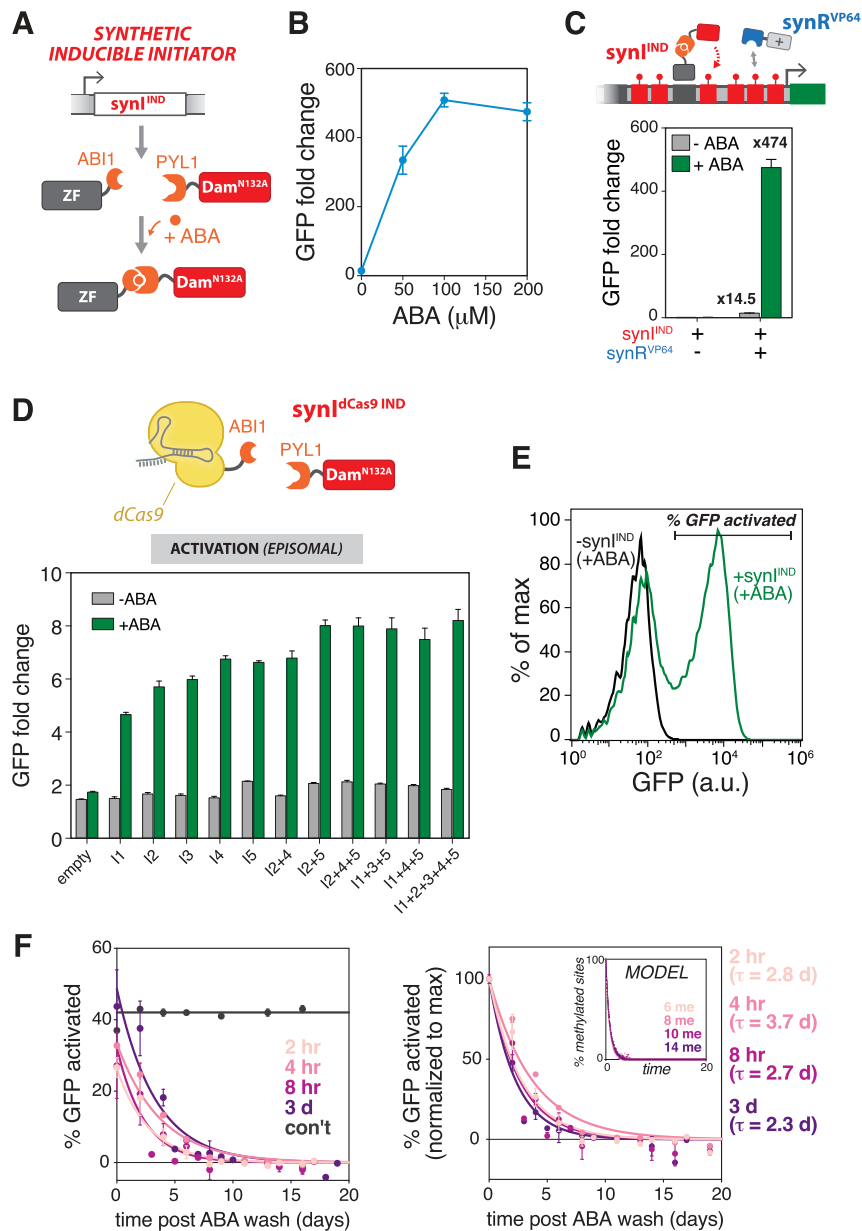 A
SYNTHETIC
INDUCIBLE INITIATOR
synI^IND
ABI1
PYL1
ZF
Dam^N132A
+ ABA
ZF
Dam^N132A
B
GFP fold change
600
400
200
0
0 50 100 150 200
ABA (μM)
C
synR^VP64
synI^IND
+
GFP fold change
600
400
200
0
- ABA
+ ABA
x474
x14.5
synI^IND + +
synR^VP64 - +
D
synI^dCas9 IND
ABI1
PYL1
Dam^N132A
dCas9
ACTIVATION (EPISOMAL)
GFP fold change
10
8
6
4
2
0
-ABA
+ABA
empty I1 I2 I3 I4 I5 I2+4 I2+5 I2+4+5 I1+3+5 I1+4+5 I1+2+3+4+5
E
% of max
100
80
60
40
20
0
% GFP activated
-synI^IND
(+ABA)
+synI^IND
(+ABA)
10^0 10^2 10^4 10^6
GFP (a.u.)
F
% GFP activated
60
40
20
0
2 hr
4 hr
8 hr
3 d
con't
0 5 10 15 20
time post ABA wash (days)
% GFP activated
(normalized to max)
100
50
0
% methylated sites
100
0
MODEL
6 me
8 me
10 me
14 me
0 20
time
0 5 10 15 20
time post ABA wash (days)
2 hr
(τ = 2.8 d)
4 hr
(τ = 3.7 d)
8 hr
(τ = 2.7 d)
3 d
(τ = 2.3 d)